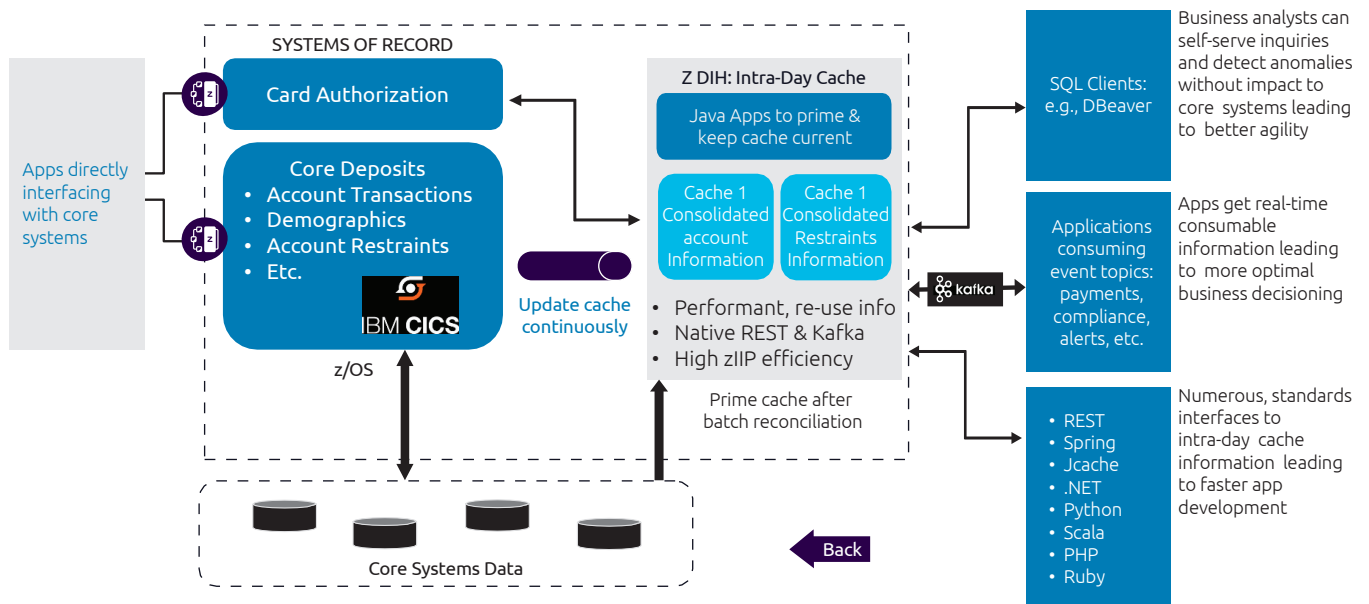 SYSTEMS OF RECORD
Card Authorization
Apps directly
interfacing
with core
systems
z
z
Core Deposits
• Account Transactions
• Demographics
• Account Restraints
• Etc.
IBM CICS
z/OS
Update cache
continuously
Z DIH: Intra-Day Cache
Java Apps to prime &
keep cache current
Cache 1
Consolidated
account
Information
Cache 1
Consolidated
Restraints
Information
• Performant, re-use info
• Native REST & Kafka
• High zIIP efficiency
Prime cache after
batch reconciliation
Core Systems Data
Back
kafka
SQL Clients:
e.g., DBeaver
Business analysts can
self-serve inquiries
and detect anomalies
without impact to
core systems leading
to better agility
Applications
consuming
event topics:
payments,
compliance,
alerts, etc.
Apps get real-time
consumable
information leading
to more optimal
business decisioning
• REST
• Spring
• Jcache
• .NET
• Python
• Scala
• PHP
• Ruby
Numerous, standards
interfaces to
intra-day cache
information leading
to faster app
development